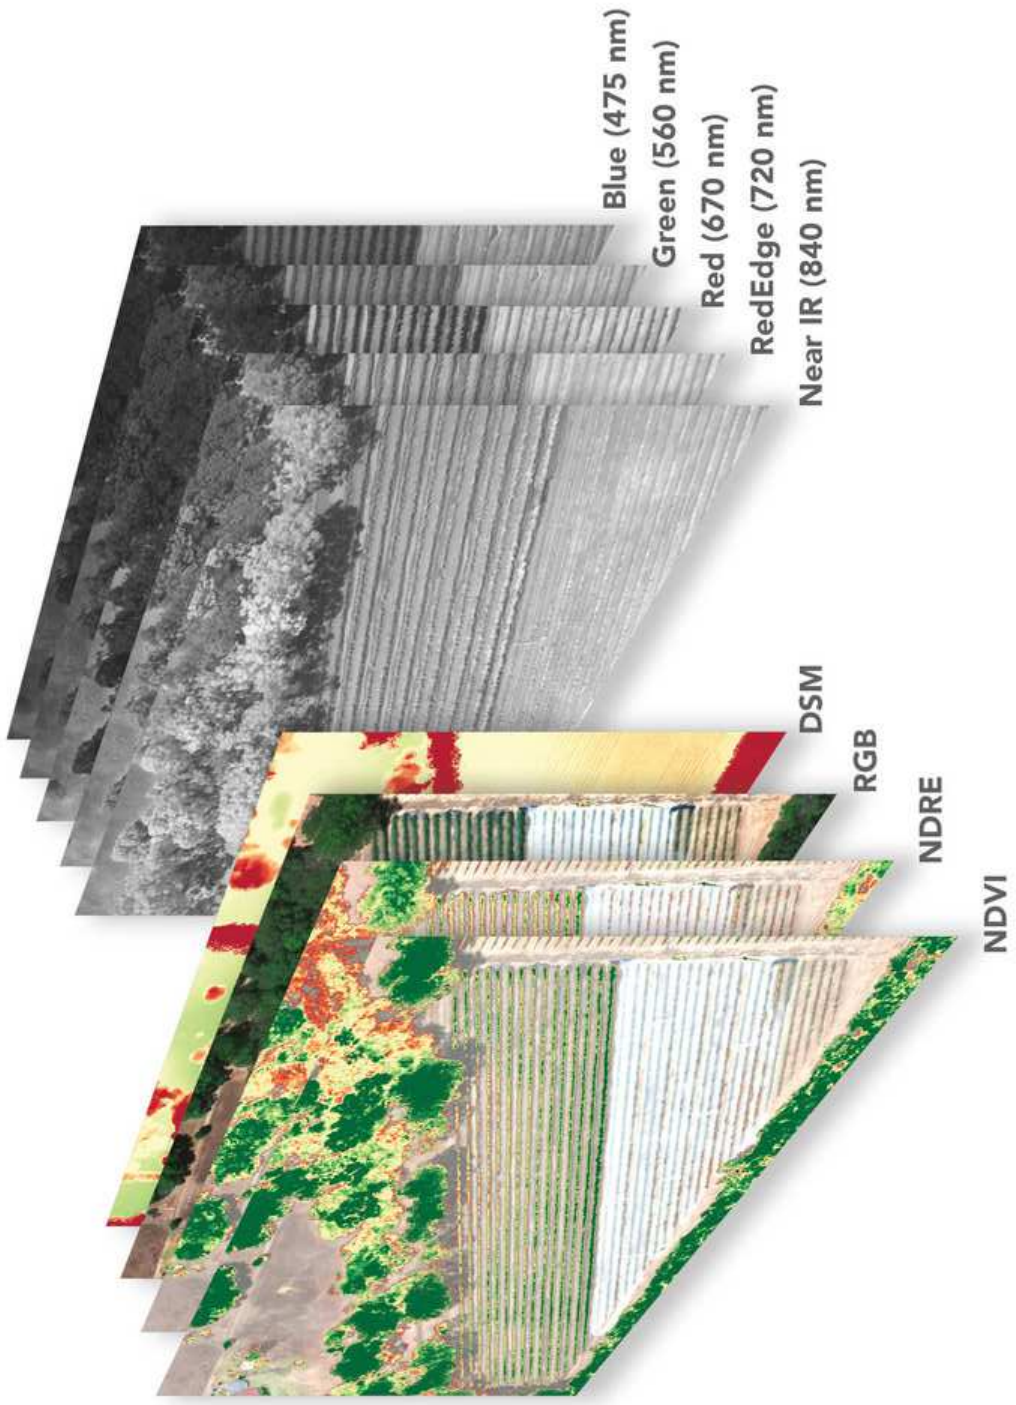 Blue (475 nm)
Green (560 nm)
Red (670 nm)
RedEdge (720 nm)
Near IR (840 nm)
DSM
RGB
NDRE
NDVI